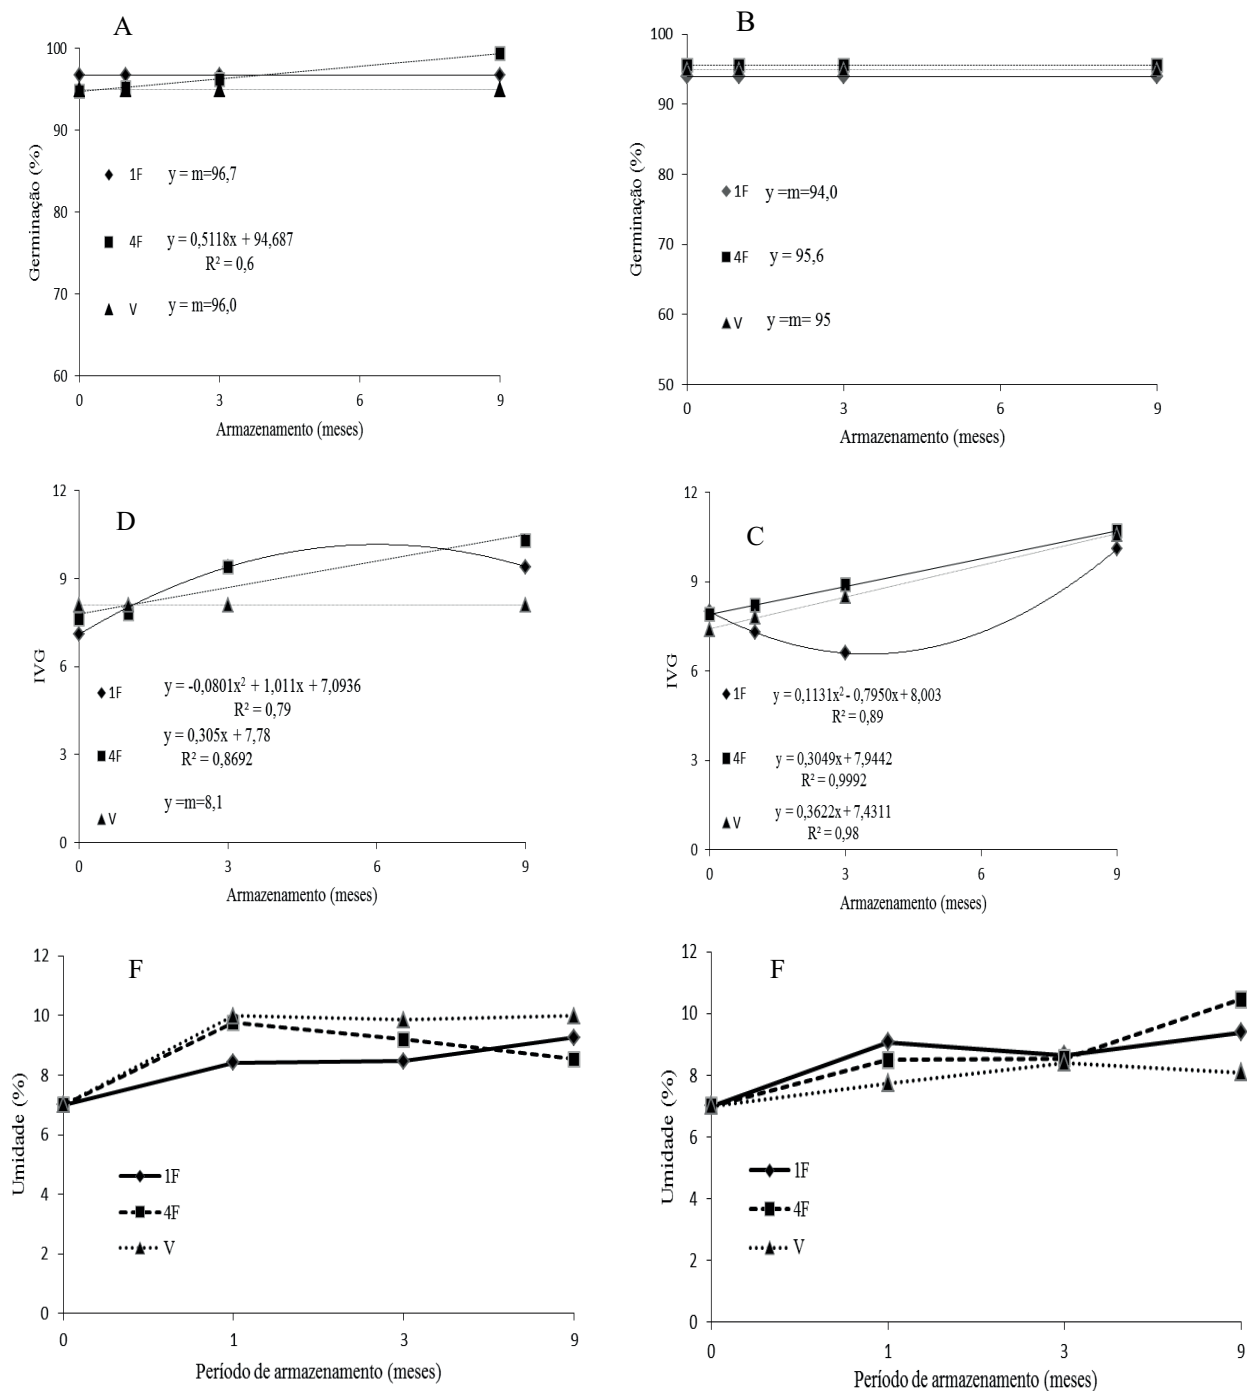 A
100
90
80
70
60
Germinação (%)
1F y = m=96,7
4F y = 0,5118x + 94,687
R² = 0,6
V y = m=96,0
0 3 6 9
Armazenamento (meses)
B
100
90
80
70
60
50
Germinação (%)
1F y =m=94,0
4F y = 95,6
V y =m= 95
0 3 6 9
Armazenamento (meses)
D
12
9
6
3
0
IVG
1F y = -0,0801x² + 1,011x + 7,0936
R² = 0,79
y = 0,305x + 7,78
4F R² = 0,8692
y =m=8,1
V
0 3 6 9
Armazenamento (meses)
C
12
9
6
3
0
IVG
1F y = 0,1131x² - 0,7950x + 8,003
R² = 0,89
4F y = 0,3049x + 7,9442
R² = 0,9992
y = 0,3622x + 7,4311
V R² = 0,98
0 3 6 9
Armazenamento (meses)
F
12
10
8
6
4
2
0
Umidade (%)
1F
4F
V
0 1 3 9
Período de armazenamento (meses)
F
12
10
8
6
4
2
0
Umidade (%)
1F
4F
V
0 1 3 9
Período de armazenamento (meses)